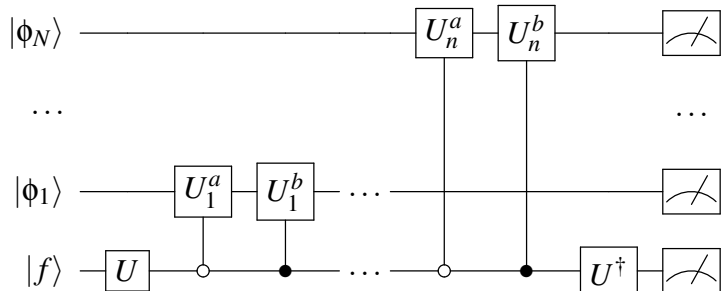 |ϕ_N⟩ U_n^a U_n^b
⋯ ⋯
|ϕ_1⟩ U_1^a U_1^b ⋯
|f⟩ U ⋯ U^†